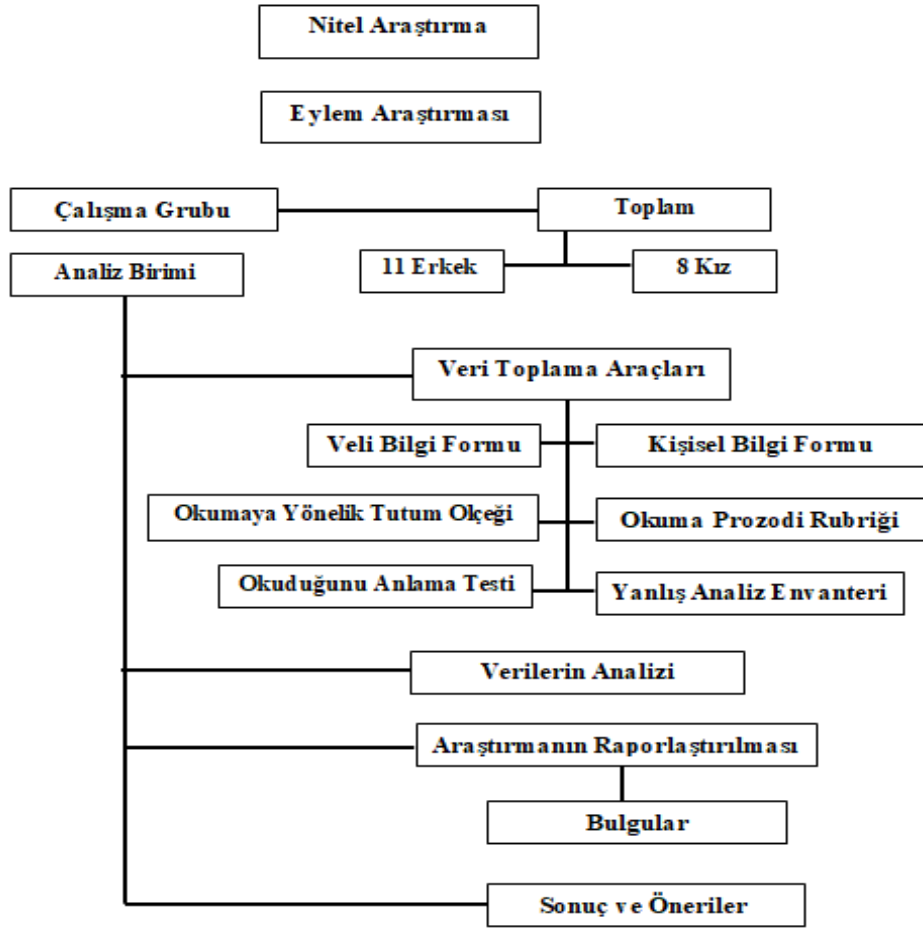 Nitel Araştırma
Eylem Araştırması
Çalışma Grubu
Toplam
11 Erkek
8 Kız
Analiz Birimi
Veri Toplama Araçları
Veli Bilgi Formu
Kişisel Bilgi Formu
Okumaya Yönelik Tutum Olçeği
Okuma Prozodi Rubriği
Okuduğunu Anlama Testi
Yanlış Analiz Envanteri
Verilerin Analizi
Araştırmanın Raporlaştırılması
Bulgular
Sonuç ve Öneriler